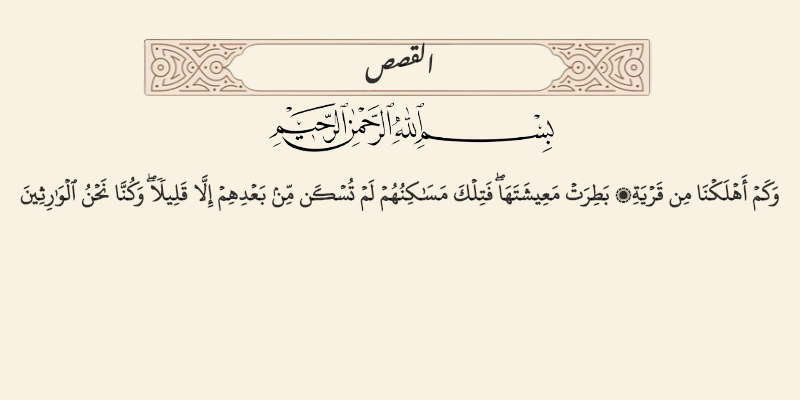 القصص
بِسْمِ ٱللَّهِ ٱلرَّحْمَٰنِ ٱلرَّحِيمِ
وَكَمْ أَهْلَكْنَا مِن قَرْيَةِۭ بَطِرَتْ مَعِيشَتَهَا ۖ فَتِلْكَ مَسَـٰكِنُهُمْ لَمْ تُسْكَن مِّنۢ بَعْدِهِمْ إِلَّا قَلِيلًا ۖ وَكُنَّا نَحْنُ ٱلْوَٰرِثِينَ